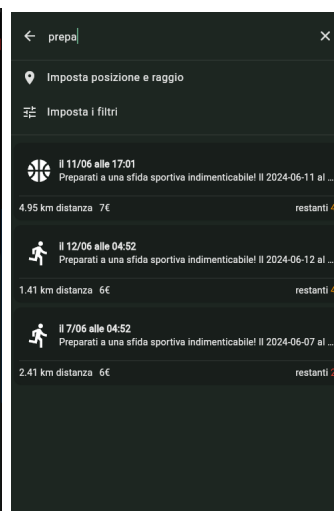 prepa
Imposta posizione e raggio
Imposta i filtri
il 11/06 alle 17:01
Preparati a una sfida sportiva indimenticabile! Il 2024-06-11 al ...
4.95 km distanza 7€
restanti 4
il 12/06 alle 04:52
Preparati a una sfida sportiva indimenticabile! Il 2024-06-12 al ...
1.41 km distanza 6€
restanti 4
il 7/06 alle 04:52
Preparati a una sfida sportiva indimenticabile! Il 2024-06-07 al ...
2.41 km distanza 6€
restanti 2